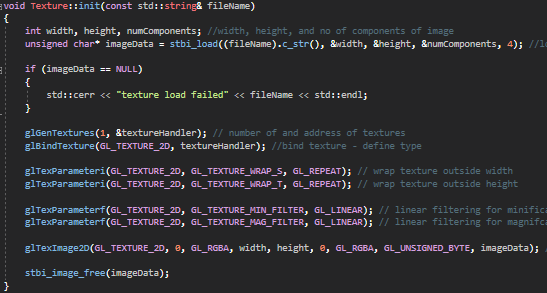 void Texture::init(const std::string& fileName)
{
int width, height, numComponents; //width, height, and no of components of image
unsigned char* imageData = stbi_load((fileName).c_str(), &width, &height, &numComponents, 4); //
if (imageData == NULL)
{
std::cerr << "texture load failed" << fileName << std::endl;
}
glGenTextures(1, &textureHandler); // number of and address of textures
glBindTexture(GL_TEXTURE_2D, textureHandler); //bind texture - define type
glTexParameteri(GL_TEXTURE_2D, GL_TEXTURE_WRAP_S, GL_REPEAT); // wrap texture outside width
glTexParameteri(GL_TEXTURE_2D, GL_TEXTURE_WRAP_T, GL_REPEAT); // wrap texture outside height
glTexParameterf(GL_TEXTURE_2D, GL_TEXTURE_MIN_FILTER, GL_LINEAR); // linear filtering for minifica
glTexParameterf(GL_TEXTURE_2D, GL_TEXTURE_MAG_FILTER, GL_LINEAR); // linear filtering for magnifca
glTexImage2D(GL_TEXTURE_2D, 0, GL_RGBA, width, height, 0, GL_RGBA, GL_UNSIGNED_BYTE, imageData); /
stbi_image_free(imageData);
}